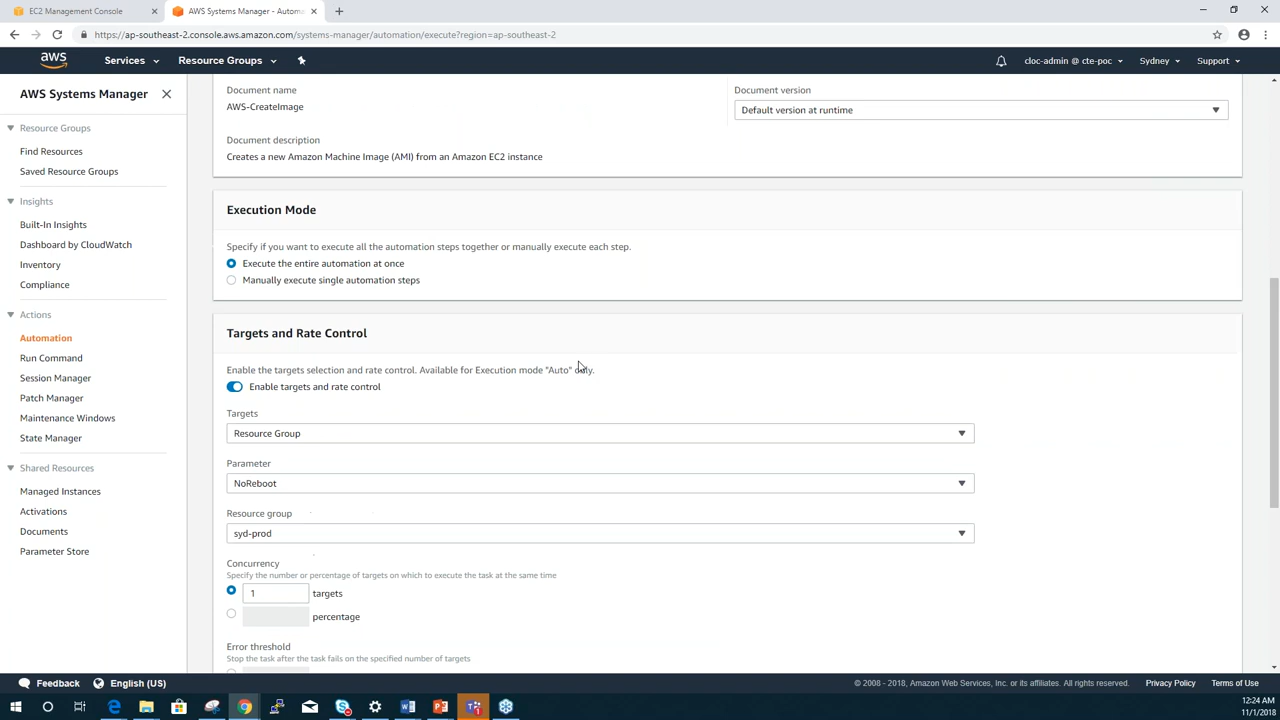 EC2 Management Console
AWS Systems Manager - Automa
https://ap-southeast-2.console.aws.amazon.com/systems-manager/automation/execute?region=ap-southeast-2
aws Services Resource Groups cloc-admin @ cte-poc Sydney Support
AWS Systems Manager
Resource Groups
Find Resources
Saved Resource Groups
Insights
Built-In Insights
Dashboard by CloudWatch
Inventory
Compliance
Actions
Automation
Run Command
Session Manager
Patch Manager
Maintenance Windows
State Manager
Shared Resources
Managed Instances
Activations
Documents
Parameter Store
Document name
AWS-CreateImage
Document version
Default version at runtime
Document description
Creates a new Amazon Machine Image (AMI) from an Amazon EC2 instance
Execution Mode
Specify if you want to execute all the automation steps together or manually execute each step.
Execute the entire automation at once
Manually execute single automation steps
Targets and Rate Control
Enable the targets selection and rate control. Available for Execution mode "Auto" only.
Enable targets and rate control
Targets
Resource Group
Parameter
NoReboot
Resource group
syd-prod
Concurrency
Specify the number or percentage of targets on which to execute the task at the same time
1 targets
percentage
Error threshold
Stop the task after the task fails on the specified number of targets
Feedback English (US) © 2008 - 2018, Amazon Web Services, Inc. or its affiliates. All rights reserved. Privacy Policy Terms of Use
12:24 AM
11/1/2018